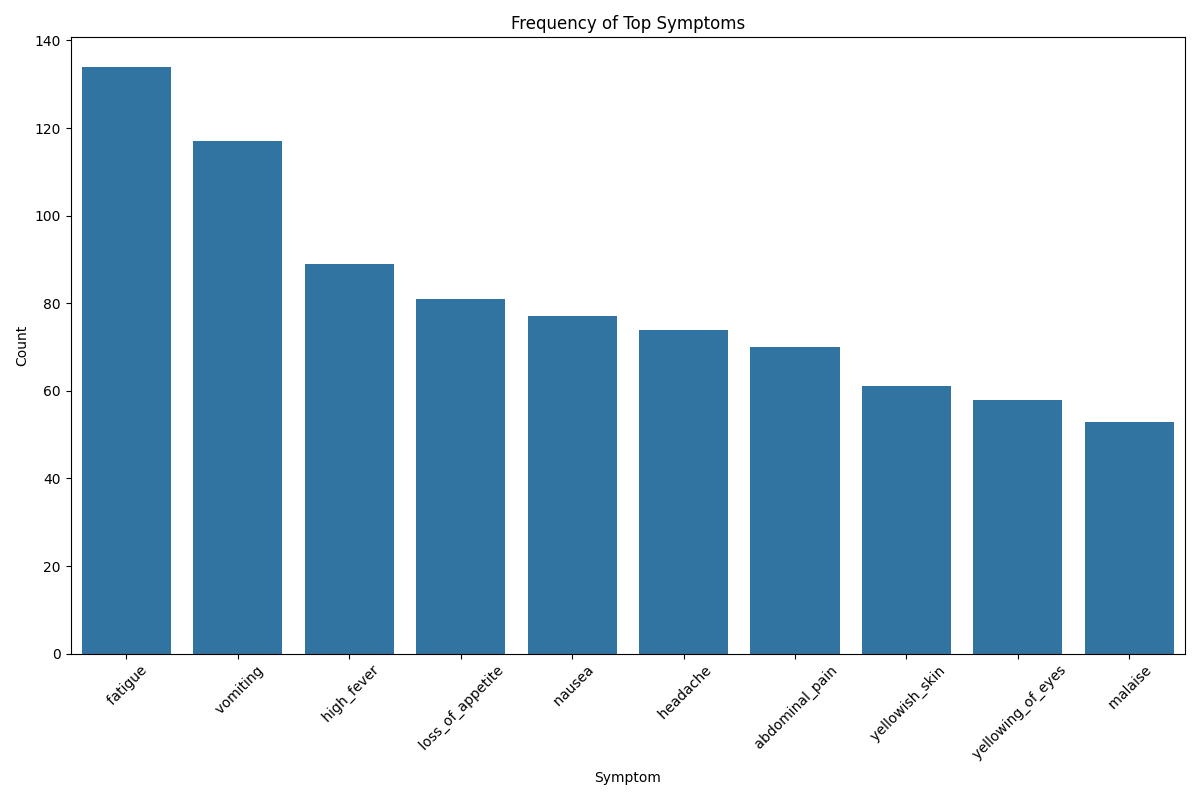 Frequency of Top Symptoms
140
120
100
80
60
40
20
0
Count
fatigue
vomiting
high_fever
loss_of_appetite
nausea
headache
abdominal_pain
yellowish_skin
yellowing_of_eyes
malaise
Symptom